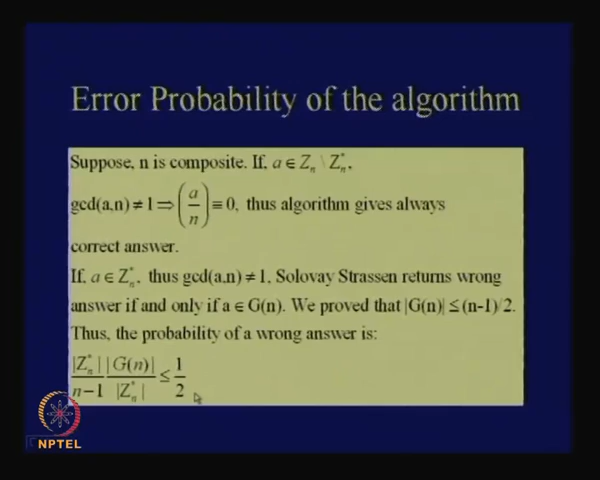 Error Probability of the algorithm
Suppose, n is composite. If, a ∈ Z_n \ Z_n^*,
gcd(a,n) ≠ 1 ⇒ (a/n) ≡ 0, thus algorithm gives always
correct answer.
If, a ∈ Z_n^*, thus gcd(a,n) ≠ 1, Solovay Strassen returns wrong
answer if and only if a ∈ G(n). We proved that |G(n)| ≤ (n-1)/2.
Thus, the probability of a wrong answer is:
|Z_n^*|/(n−1) |G(n)|/|Z_n^*| ≤ 1/2
NPTEL